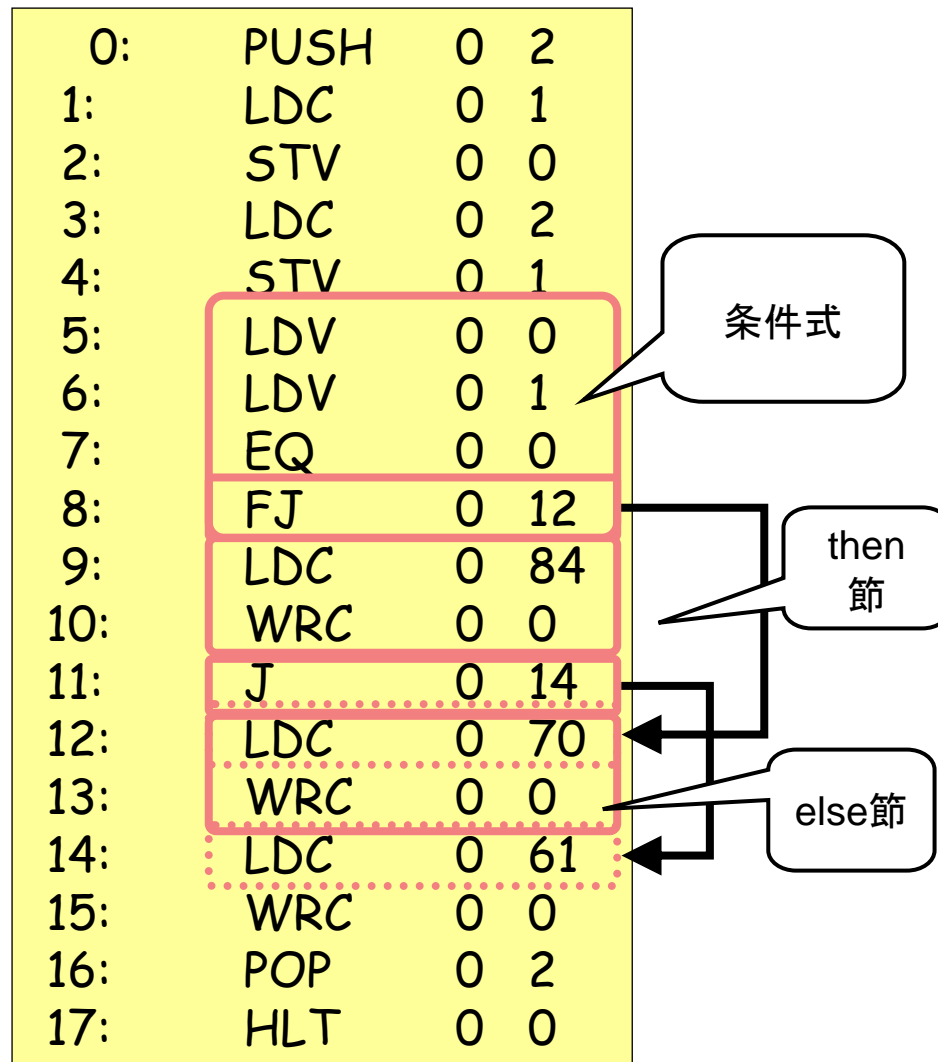 0: PUSH 0 2
1: LDC 0 1
2: STV 0 0
3: LDC 0 2
4: STV 0 1
5: LDV 0 0
6: LDV 0 1
7: EQ 0 0
8: FJ 0 12
9: LDC 0 84
10: WRC 0 0
11: J 0 14
12: LDC 0 70
13: WRC 0 0
14: LDC 0 61
15: WRC 0 0
16: POP 0 2
17: HLT 0 0
条件式
then
節
else節